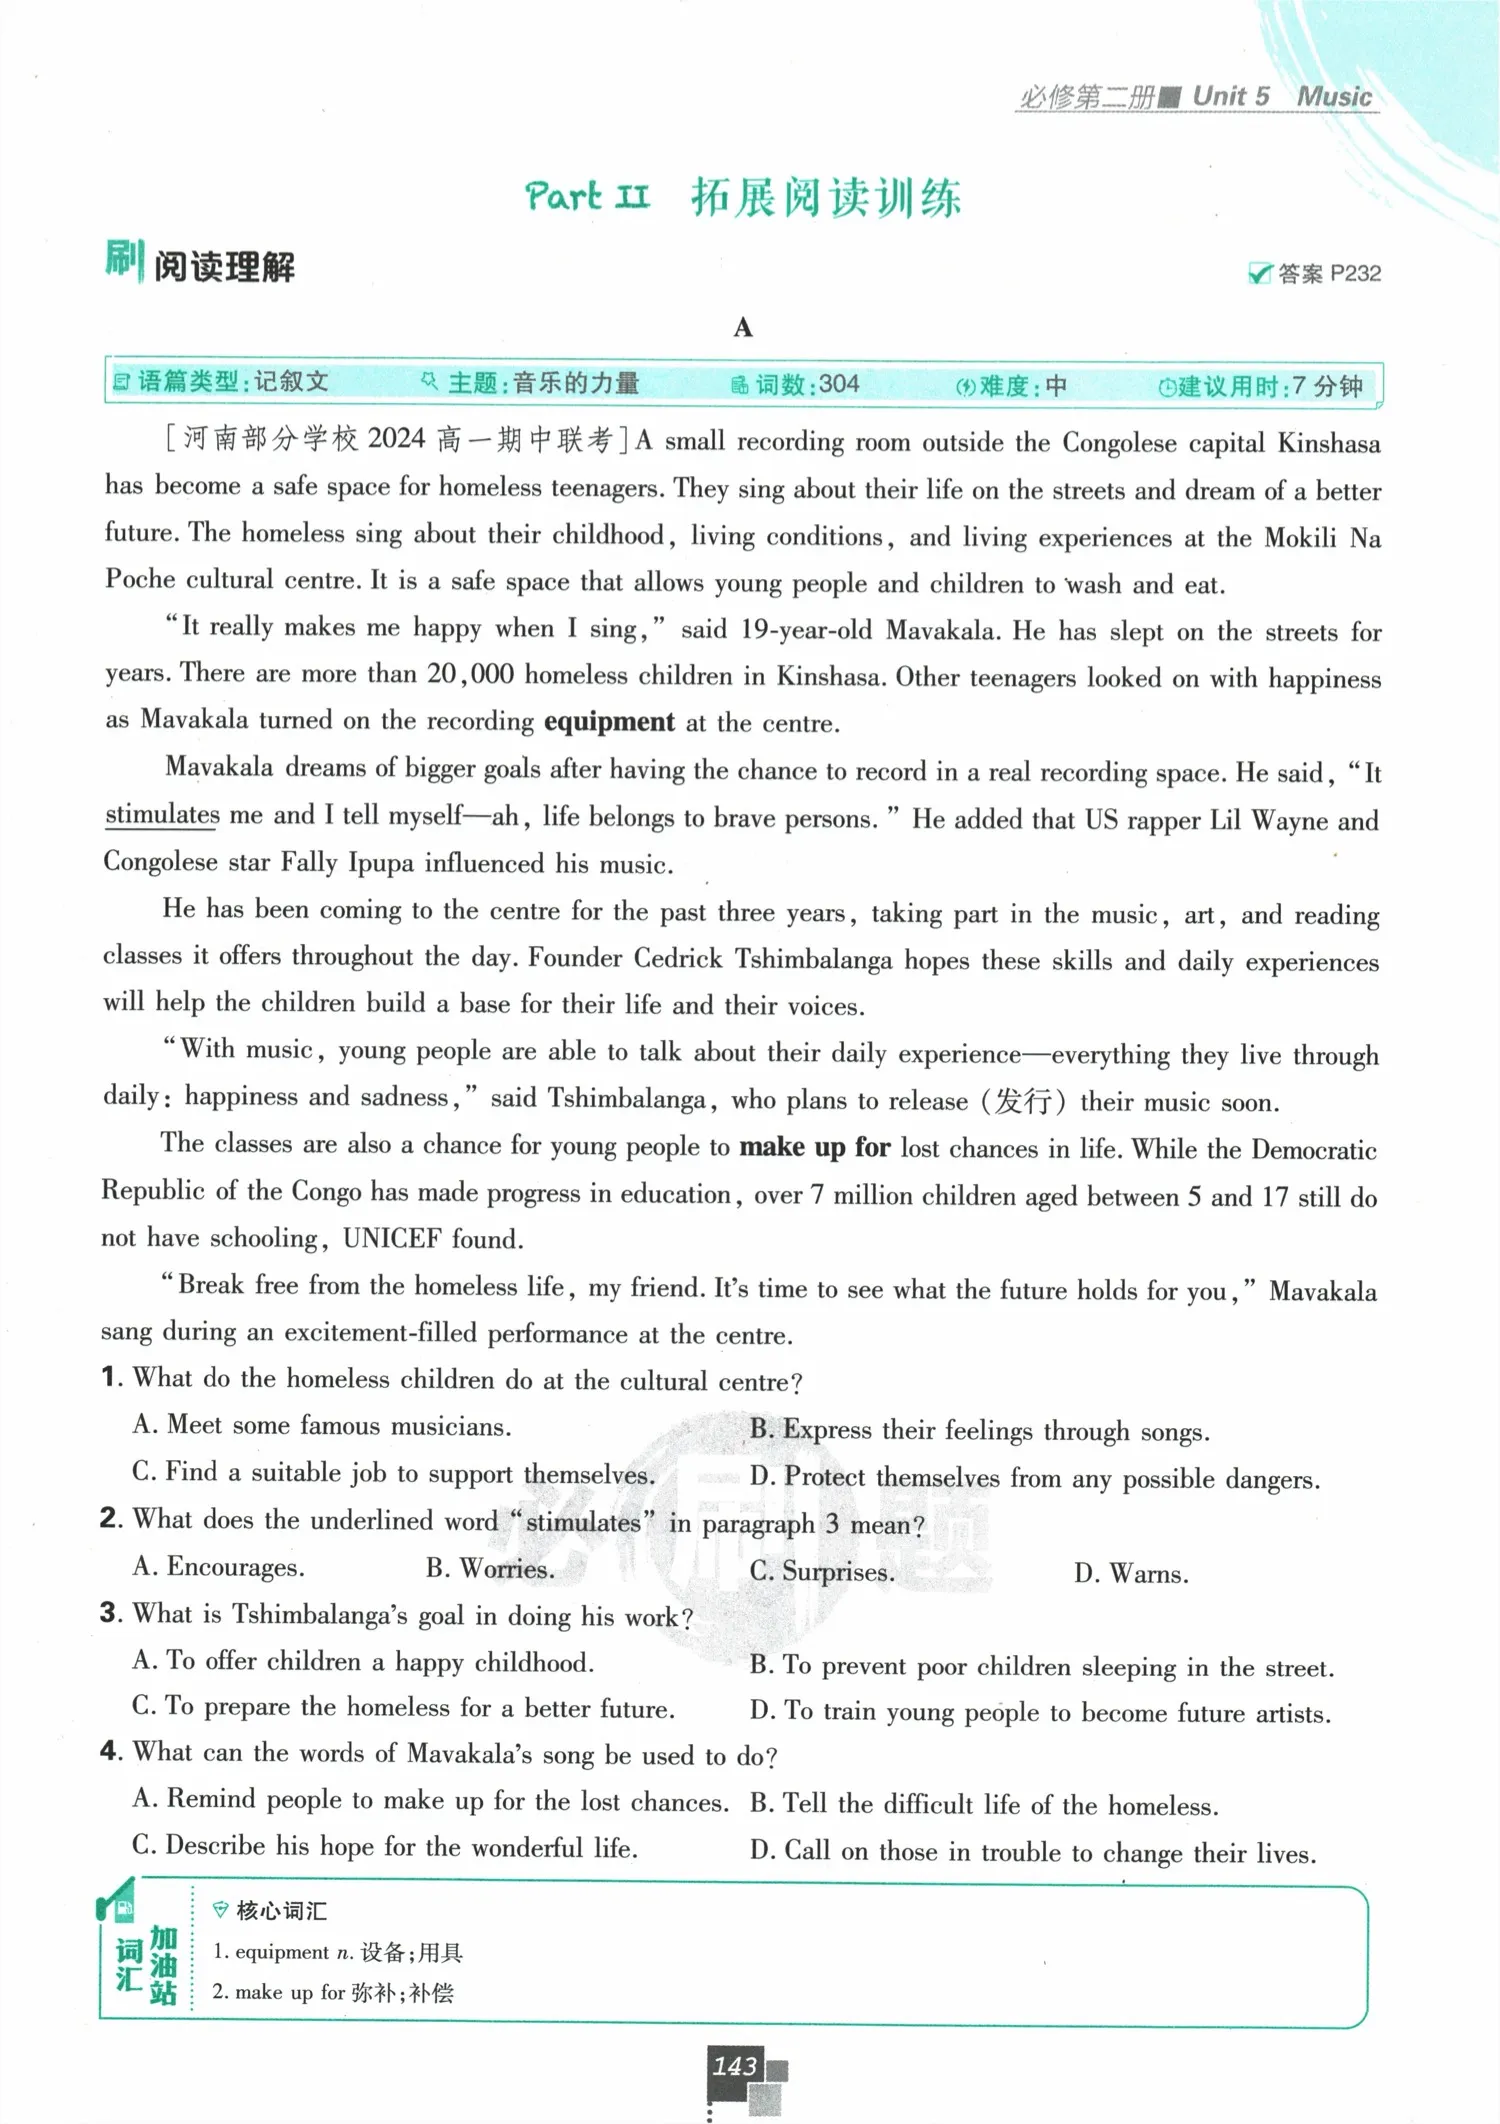 必修第二册 Unit 5 Music
Part II 拓展阅读训练
刷 阅读理解
答案 P232
A
语篇类型:记叙文 主题:音乐的力量 词数:304 难度:中 建议用时:7 分钟
[河南部分学校 2024 高一期中联考]A small recording room outside the Congolese capital Kinshasa
has become a safe space for homeless teenagers. They sing about their life on the streets and dream of a better
future. The homeless sing about their childhood, living conditions, and living experiences at the Mokili Na
Poche cultural centre. It is a safe space that allows young people and children to wash and eat.
“It really makes me happy when I sing,” said 19-year-old Mavakala. He has slept on the streets for
years. There are more than 20,000 homeless children in Kinshasa. Other teenagers looked on with happiness
as Mavakala turned on the recording equipment at the centre.
Mavakala dreams of bigger goals after having the chance to record in a real recording space. He said, “It
stimulates me and I tell myself—ah, life belongs to brave persons.” He added that US rapper Lil Wayne and
Congolese star Fally Ipupa influenced his music.
He has been coming to the centre for the past three years, taking part in the music, art, and reading
classes it offers throughout the day. Founder Cedrick Tshimbalanga hopes these skills and daily experiences
will help the children build a base for their life and their voices.
“With music, young people are able to talk about their daily experience—everything they live through
daily: happiness and sadness,” said Tshimbalanga, who plans to release (发行) their music soon.
The classes are also a chance for young people to make up for lost chances in life. While the Democratic
Republic of the Congo has made progress in education, over 7 million children aged between 5 and 17 still do
not have schooling, UNICEF found.
“Break free from the homeless life, my friend. It's time to see what the future holds for you,” Mavakala
sang during an excitement-filled performance at the centre.
1. What do the homeless children do at the cultural centre?
A. Meet some famous musicians. B. Express their feelings through songs.
C. Find a suitable job to support themselves. D. Protect themselves from any possible dangers.
2. What does the underlined word “stimulates” in paragraph 3 mean?
A. Encourages. B. Worries. C. Surprises. D. Warns.
3. What is Tshimbalanga's goal in doing his work?
A. To offer children a happy childhood. B. To prevent poor children sleeping in the street.
C. To prepare the homeless for a better future. D. To train young people to become future artists.
4. What can the words of Mavakala's song be used to do?
A. Remind people to make up for the lost chances. B. Tell the difficult life of the homeless.
C. Describe his hope for the wonderful life. D. Call on those in trouble to change their lives.
必刷题
词汇加油站
核心词汇
1. equipment n. 设备;用具
2. make up for 弥补;补偿
143